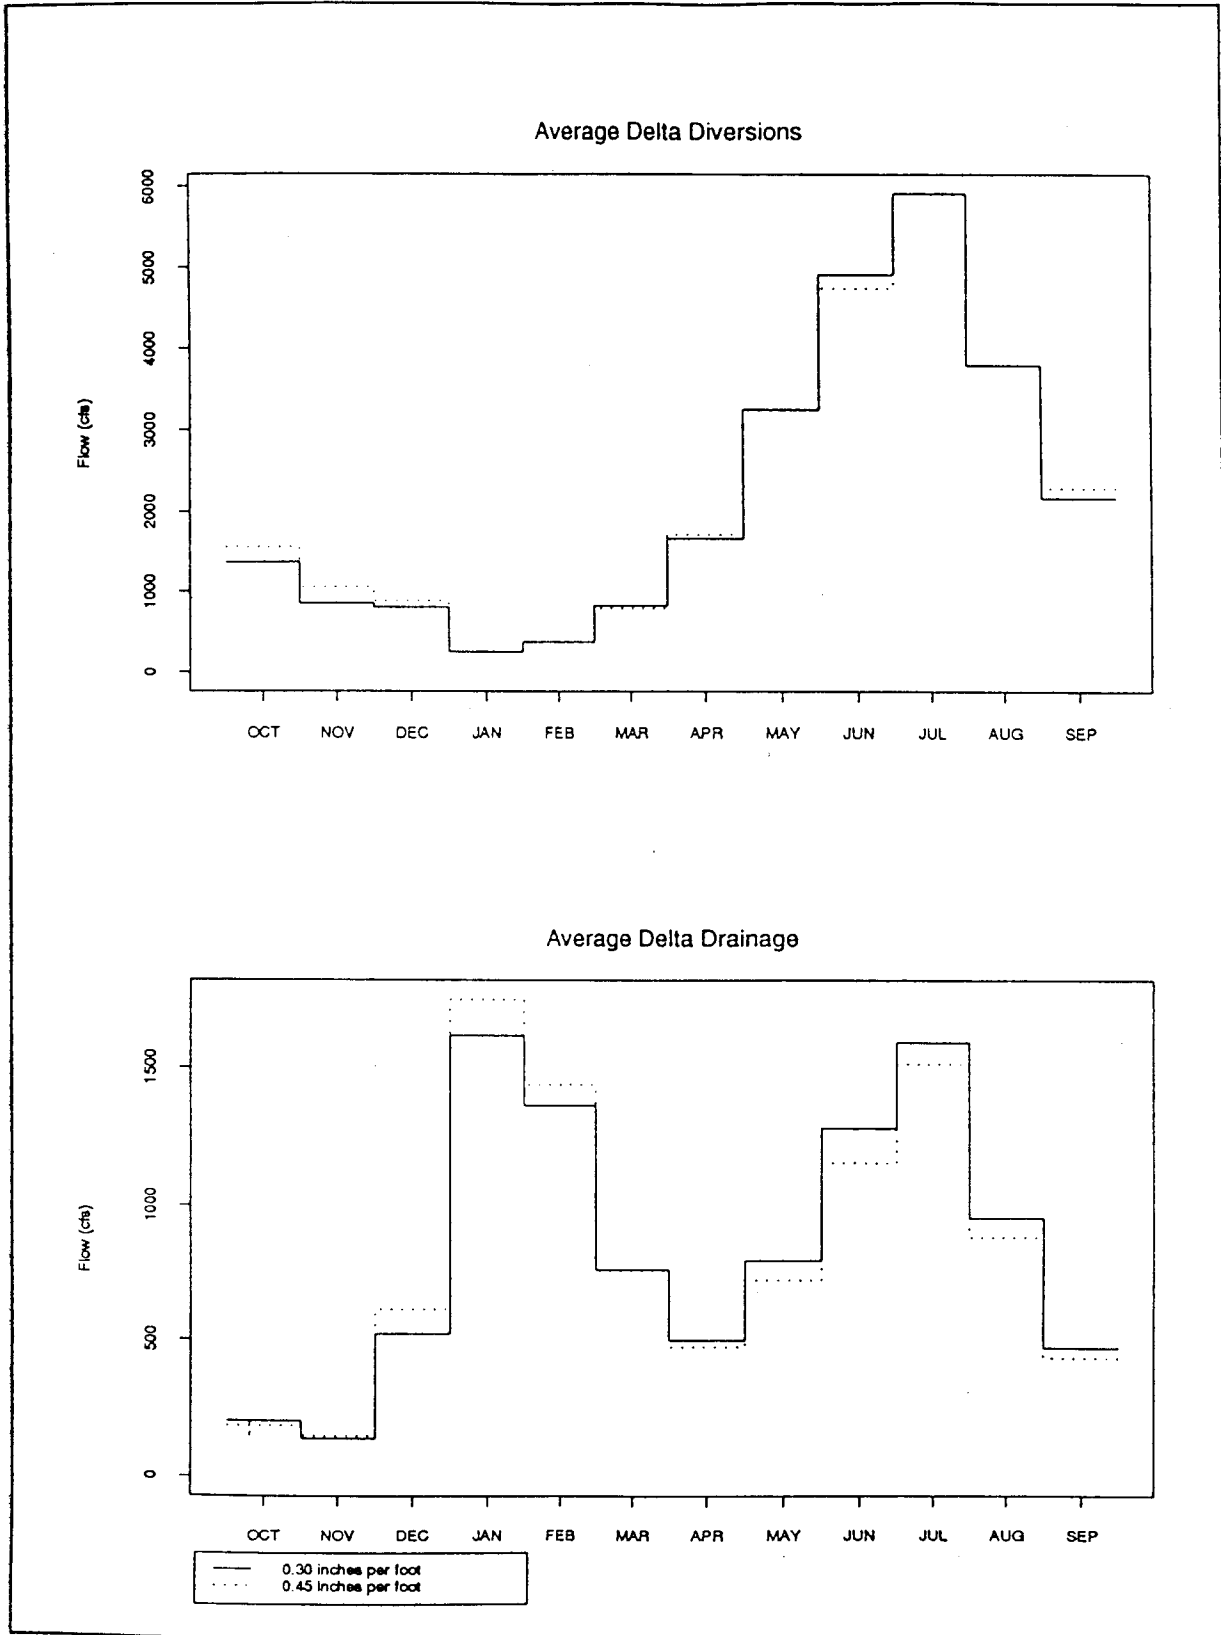 Average Delta Diversions
6000
5000
4000
3000
2000
1000
0
Flow (cfs)
OCT NOV DEC JAN FEB MAR APR MAY JUN JUL AUG SEP
Average Delta Drainage
1500
1000
500
0
Flow (cfs)
OCT NOV DEC JAN FEB MAR APR MAY JUN JUL AUG SEP
0.30 inches per foot
0.45 inches per foot